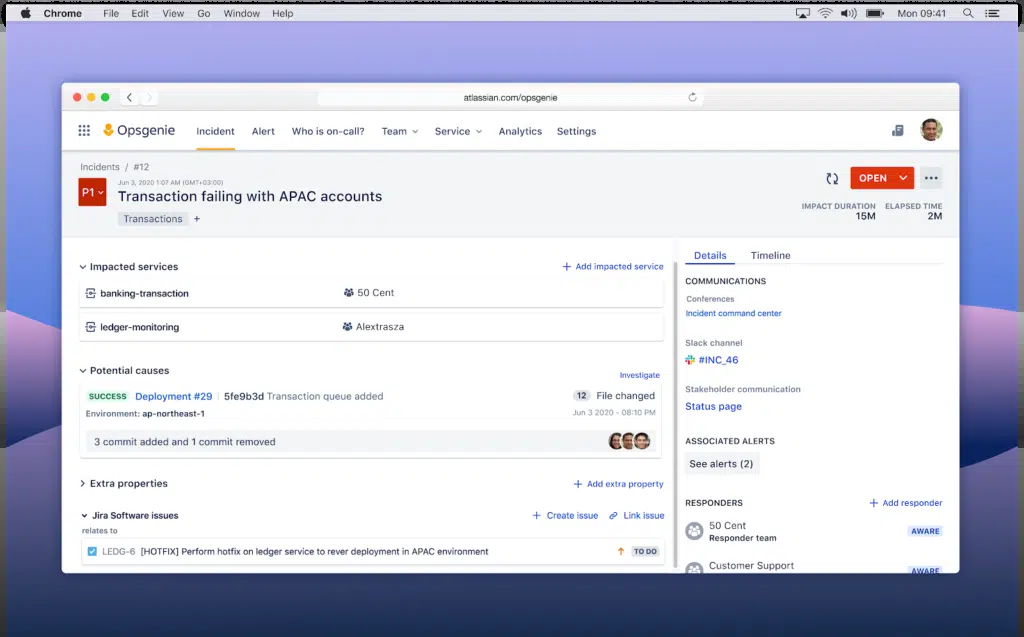 Chrome File Edit View Go Window Help Mon 09:41
atlassian.com/opsgenie
Opsgenie Incident Alert Who is on-call? Team Service Analytics Settings
Incidents / #12
Jun 3, 2020 1:07 AM (GMT+03:00)
P1 Transaction failing with APAC accounts
Transactions +
OPEN
IMPACT DURATION ELAPSED TIME
15M 2M
Impacted services + Add impacted service
banking-transaction 50 Cent
ledger-monitoring Alextrasza
Potential causes
Investigate
SUCCESS Deployment #29 5fe9b3d Transaction queue added 12 File changed
Environment: ap-northeast-1 Jun 3 2020 - 08:10 PM
3 commit added and 1 commit removed
Extra properties + Add extra property
Jira Software issues + Create issue Link issue
relates to
LEDG-6 [HOTFIX] Perform hotfix on ledger service to rever deployment in APAC environment TO DO
Details Timeline
COMMUNICATIONS
Conferences
Incident command center
Slack channel
#INC_46
Stakeholder communication
Status page
ASSOCIATED ALERTS
See alerts (2)
RESPONDERS + Add responder
50 Cent
Responder team AWARE
Customer Support
AWARE